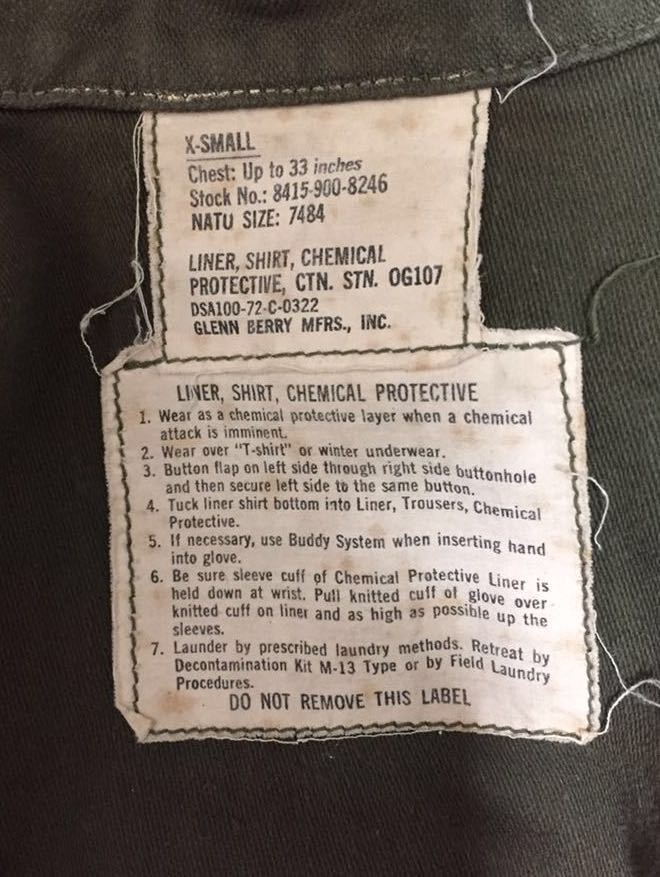 X-SMALL
Chest: Up to 33 inches
Stock No.: 8415-900-8246
NATU SIZE: 7484
LINER, SHIRT, CHEMICAL
PROTECTIVE, CTN. STN. OG107
DSA100-72-C-0322
GLENN BERRY MFRS., INC.
LINER, SHIRT, CHEMICAL PROTECTIVE
1. Wear as a chemical protective layer when a chemical
attack is imminent.
2. Wear over "T-shirt" or winter underwear.
3. Button flap on left side through right side buttonhole
and then secure left side to the same button.
4. Tuck liner shirt bottom into Liner, Trousers, Chemical
Protective.
5. If necessary, use Buddy System when inserting hand
into glove.
6. Be sure sleeve cuff of Chemical Protective Liner is
held down at wrist. Pull knitted cuff of glove over
knitted cuff on liner and as high as possible up the
sleeves.
7. Launder by prescribed laundry methods. Retreat by
Decontamination Kit M-13 Type or by Field Laundry
Procedures.
DO NOT REMOVE THIS LABEL